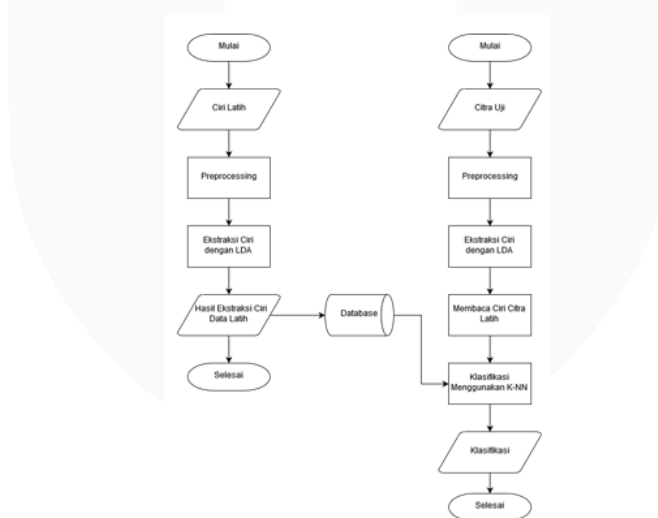 Mulai
Ciri Latih
Preprocessing
Ekstraksi Ciri
dengan LDA
Hasil Ekstraksi Ciri
Data Latih
Selesai
Database
Mulai
Citra Uji
Preprocessing
Ekstraksi Ciri
dengan LDA
Membaca Ciri Citra
Latih
Klasifikasi
Menggunakan K-NN
Klasifikasi
Selesai